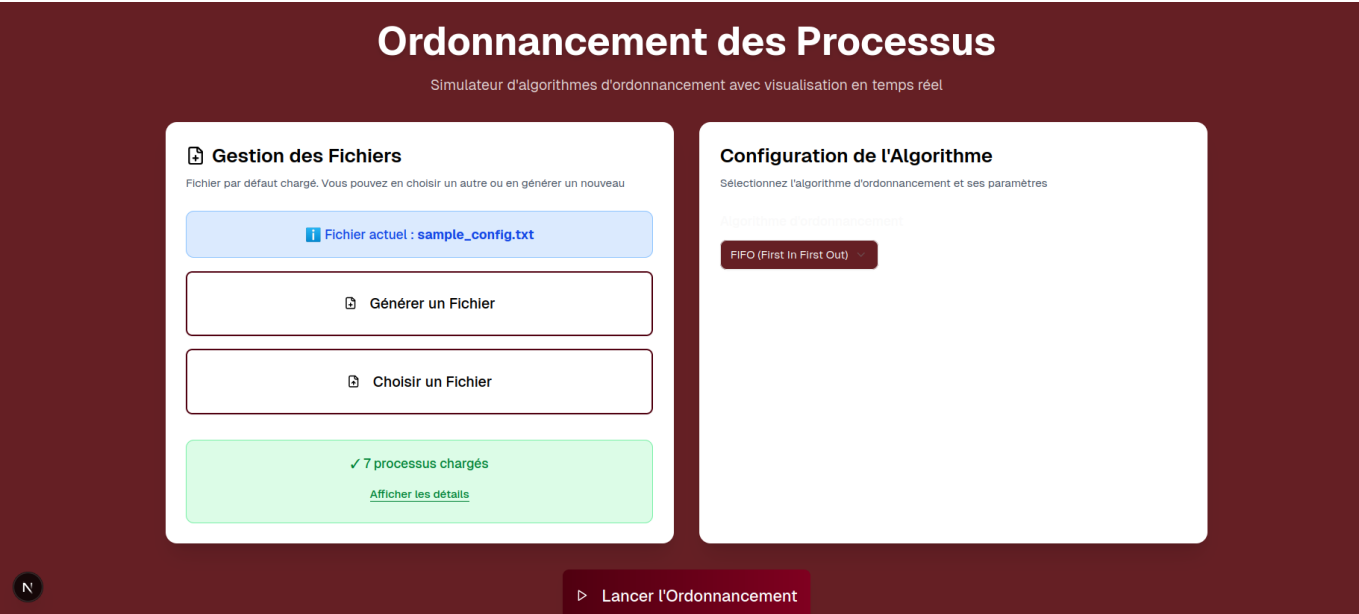 Ordonnancement des Processus
Simulateur d'algorithmes d'ordonnancement avec visualisation en temps réel
Gestion des Fichiers
Fichier par défaut chargé. Vous pouvez en choisir un autre ou en générer un nouveau
Fichier actuel : sample_config.txt
Générer un Fichier
Choisir un Fichier
✓ 7 processus chargés
Afficher les détails
Configuration de l'Algorithme
Sélectionnez l'algorithme d'ordonnancement et ses paramètres
Algorithme d'ordonnancement
FIFO (First In First Out)
N
Lancer l'Ordonnancement